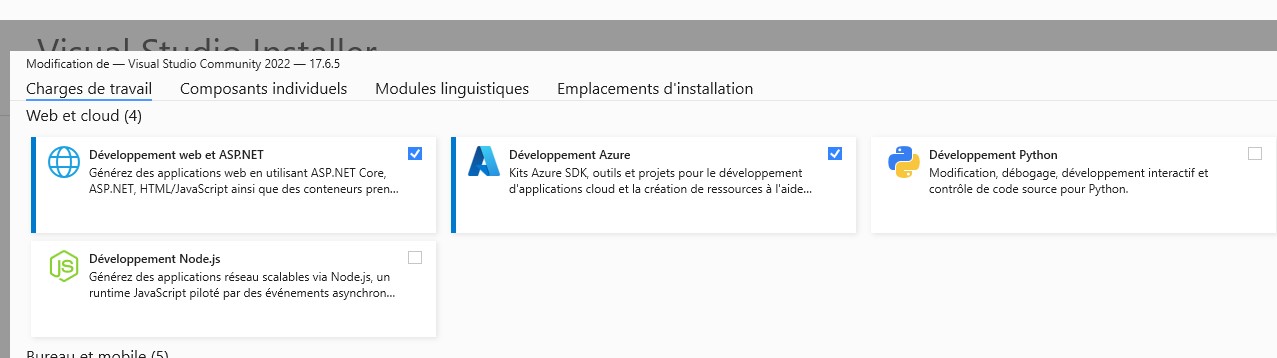 Visual Studio Installer
Modification de — Visual Studio Community 2022 — 17.6.5
Charges de travail Composants individuels Modules linguistiques Emplacements d'installation
Web et cloud (4)
Développement web et ASP.NET
Générez des applications web en utilisant ASP.NET Core,
ASP.NET, HTML/JavaScript ainsi que des conteneurs pren...
Développement Azure
Kits Azure SDK, outils et projets pour le développement
d'applications cloud et la création de ressources à l'aide...
Développement Python
Modification, débogage, développement interactif et
contrôle de code source pour Python.
JS
Développement Node.js
Générez des applications réseau scalables via Node.js, un
runtime JavaScript piloté par des événements asynchron...
Bureau et mobile (5)